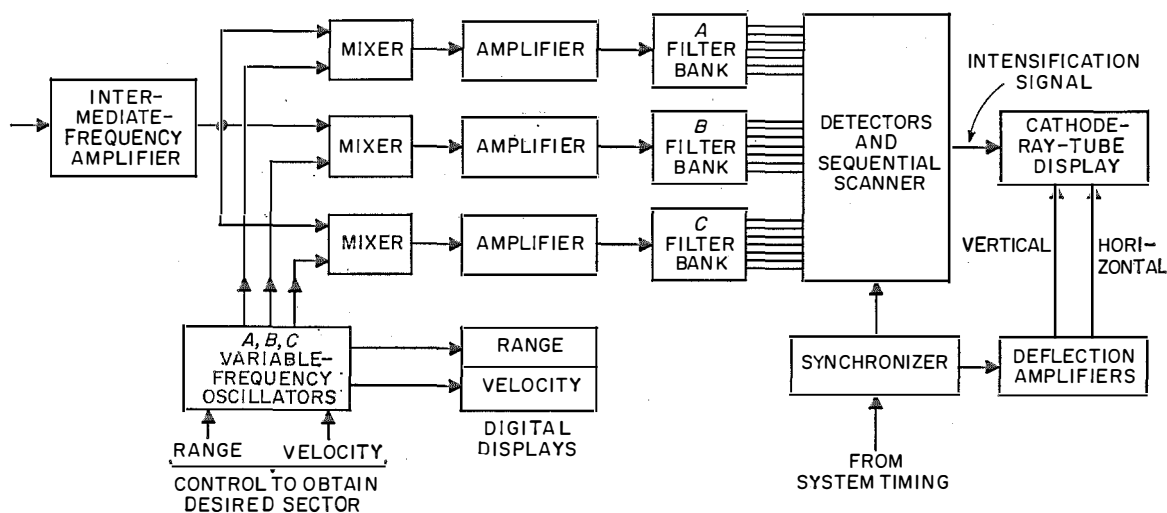 INTER-
MEDIATE-
FREQUENCY
AMPLIFIER
MIXER
AMPLIFIER
A
FILTER
BANK
MIXER
AMPLIFIER
B
FILTER
BANK
MIXER
AMPLIFIER
C
FILTER
BANK
DETECTORS
AND
SEQUENTIAL
SCANNER
INTENSIFICATION
SIGNAL
CATHODE-
RAY-TUBE
DISPLAY
VERTICAL
HORI-
ZONTAL
A, B, C
VARIABLE-
FREQUENCY
OSCILLATORS
RANGE
VELOCITY
DIGITAL
DISPLAYS
SYNCHRONIZER
DEFLECTION
AMPLIFIERS
RANGE VELOCITY
CONTROL TO OBTAIN
DESIRED SECTOR
FROM
SYSTEM TIMING